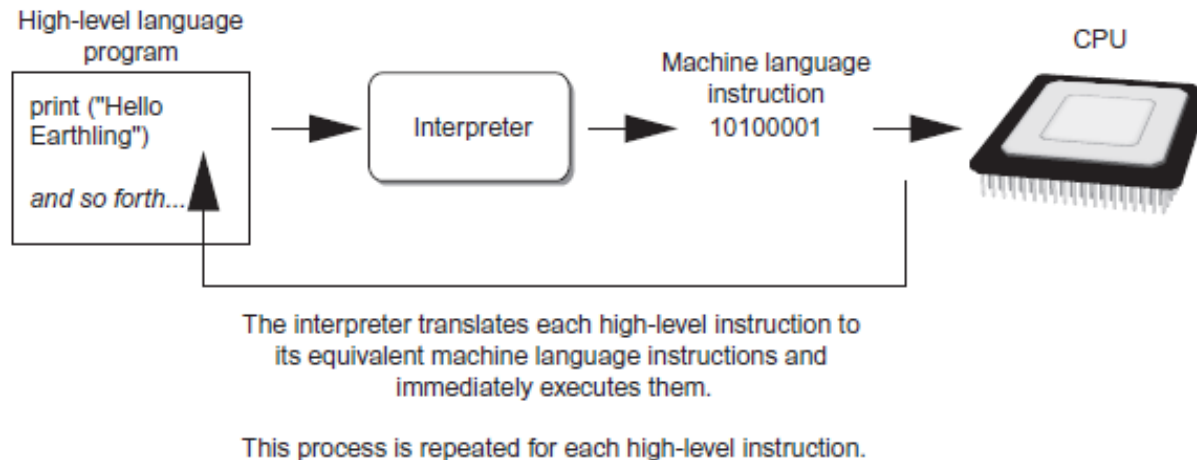 High-level language
program
print ("Hello
Earthling")
and so forth...
Interpreter
Machine language
instruction
10100001
CPU
The interpreter translates each high-level instruction to
its equivalent machine language instructions and
immediately executes them.
This process is repeated for each high-level instruction.